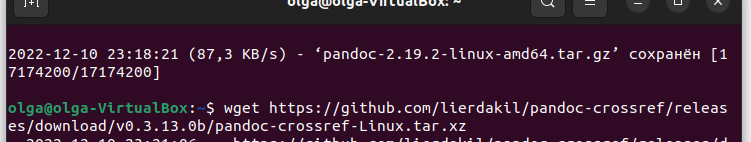 olga@olga-VirtualBox: ~
2022-12-10 23:18:21 (87,3 KB/s) - ‘pandoc-2.19.2-linux-amd64.tar.gz’ сохранён [1
7174200/17174200]
olga@olga-VirtualBox:~$ wget https://github.com/lierdakil/pandoc-crossref/releas
es/download/v0.3.13.0b/pandoc-crossref-Linux.tar.xz